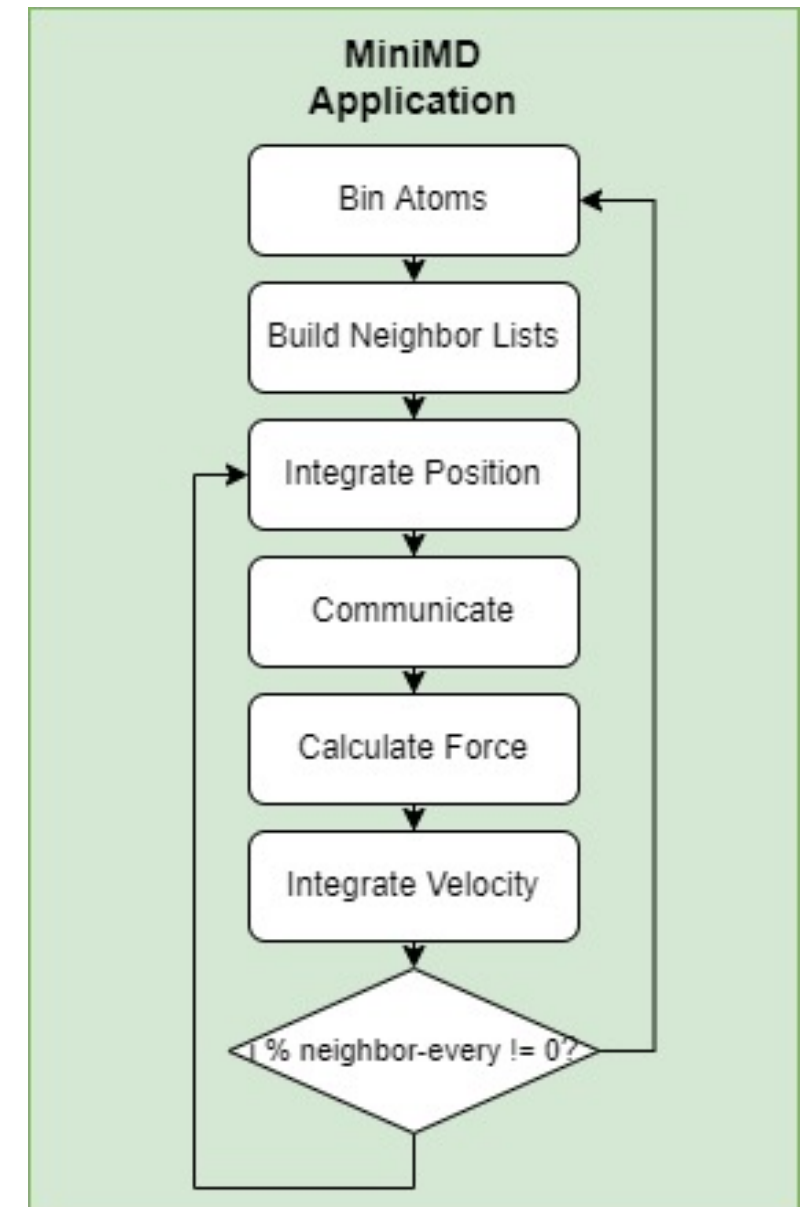 MiniMD
Application
Bin Atoms
Build Neighbor Lists
Integrate Position
Communicate
Calculate Force
Integrate Velocity
i % neighbor-every != 0?